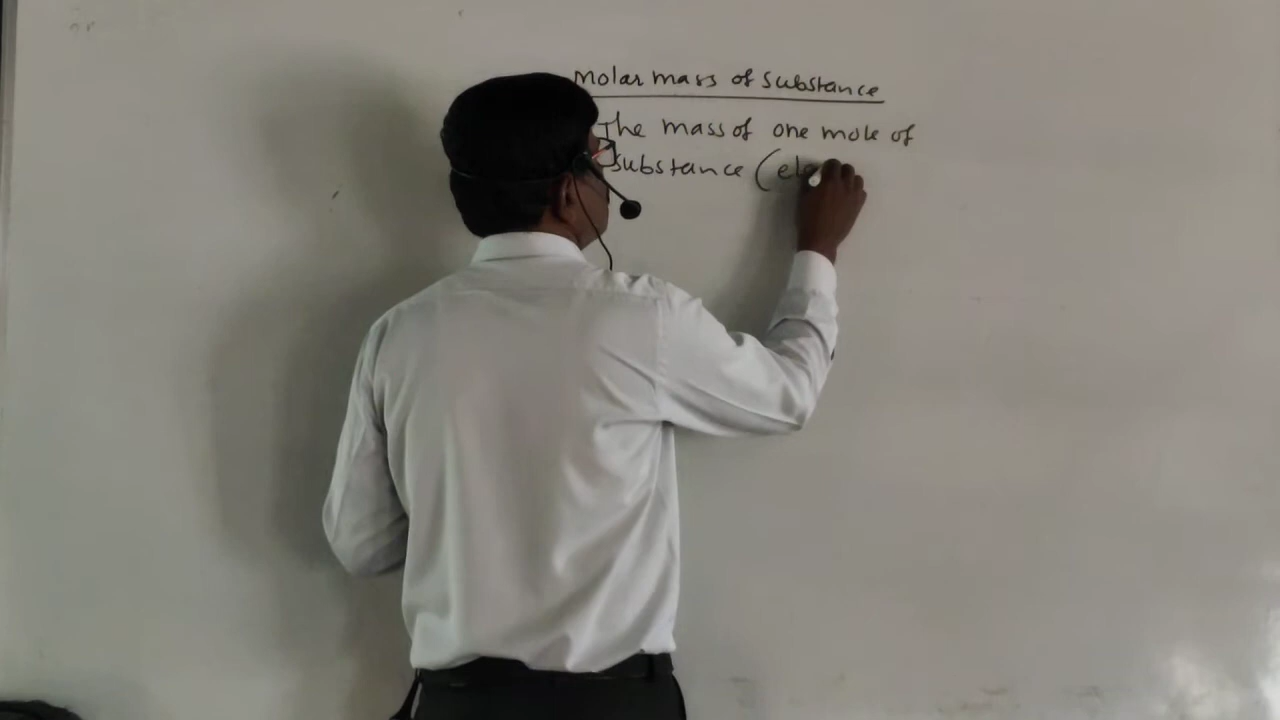 Molar mass of substance
The mass of one mole of
substance (ele